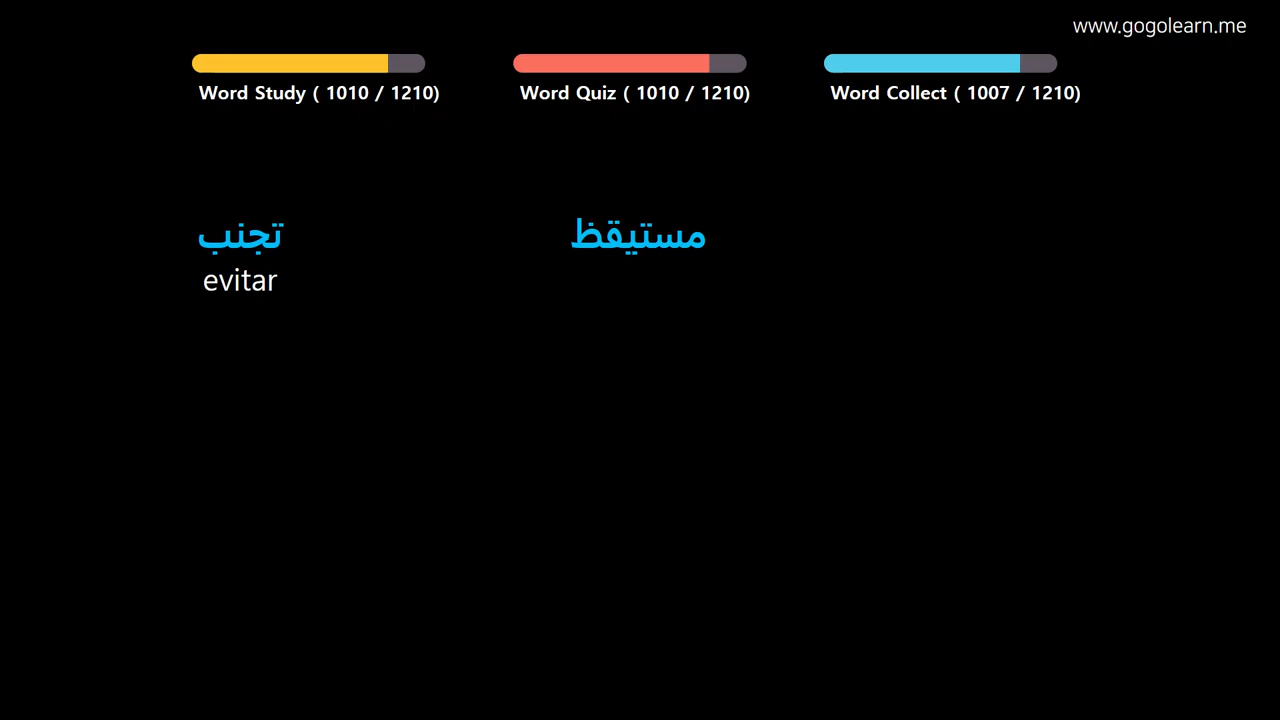 www.gogolearn.me
Word Study ( 1010 / 1210)
Word Quiz ( 1010 / 1210)
Word Collect ( 1007 / 1210)
تجنب
evitar
مستيقظ